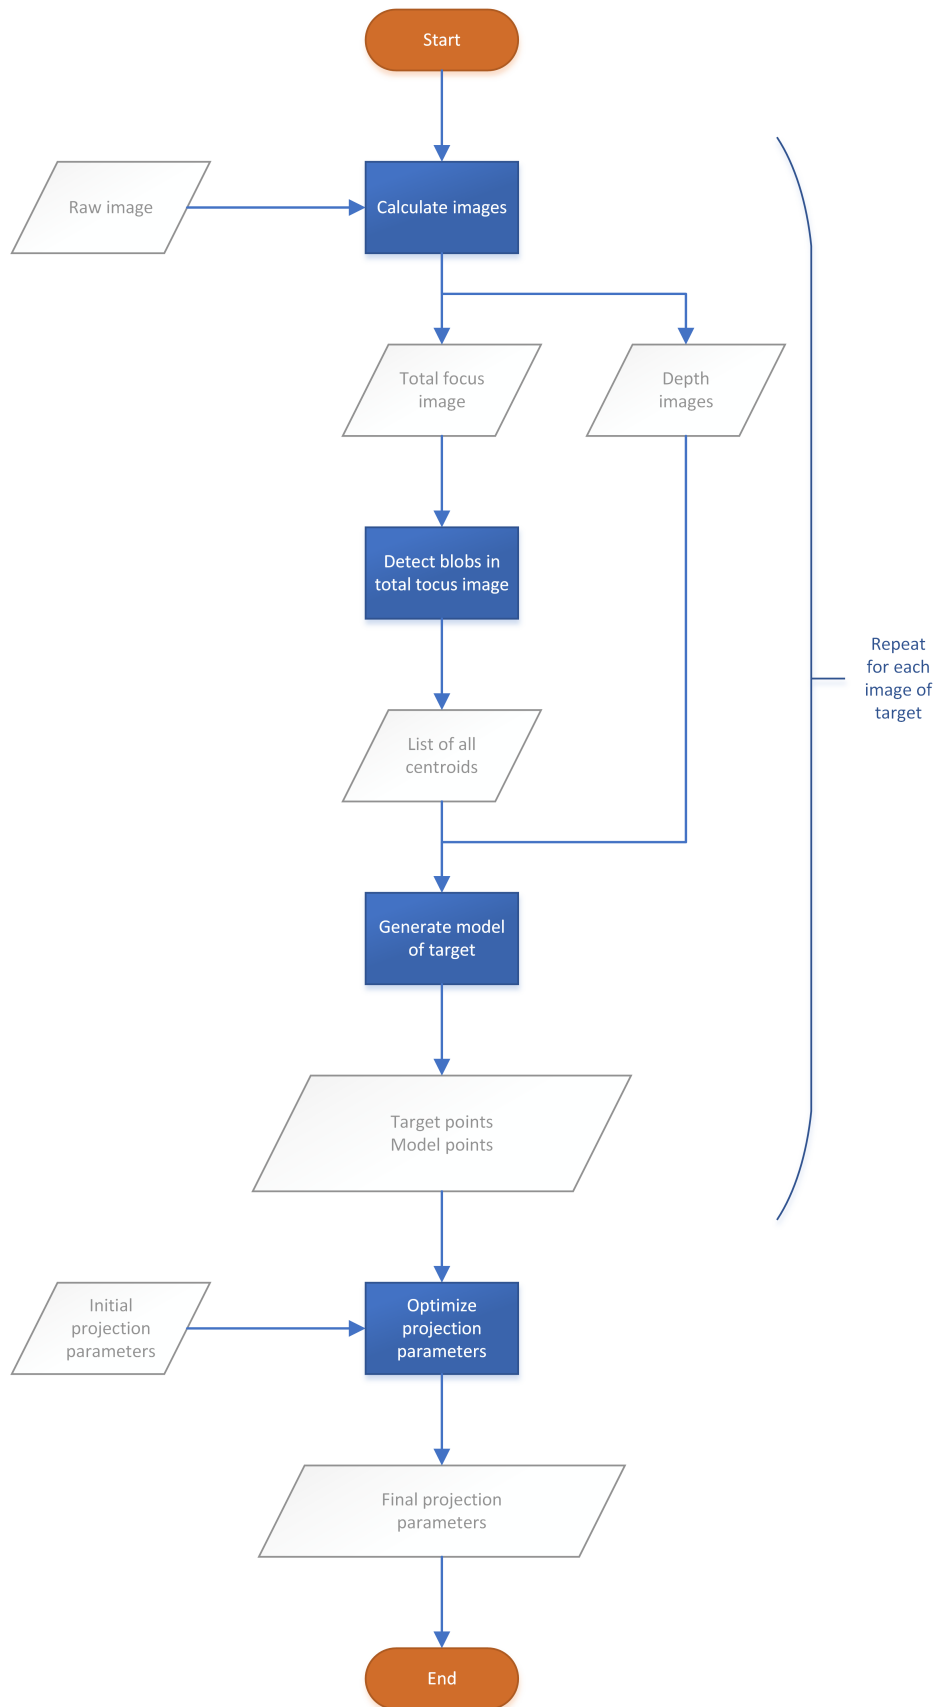 Start
Raw image
Calculate images
Total focus
image
Depth
images
Detect blobs in
total totus image
List of all
centroids
Repeat
for each
image of
target
Generate model
of target
Target points
Model points
Initial
projection
parameters
Optimize
projection
parameters
Final projection
parameters
End